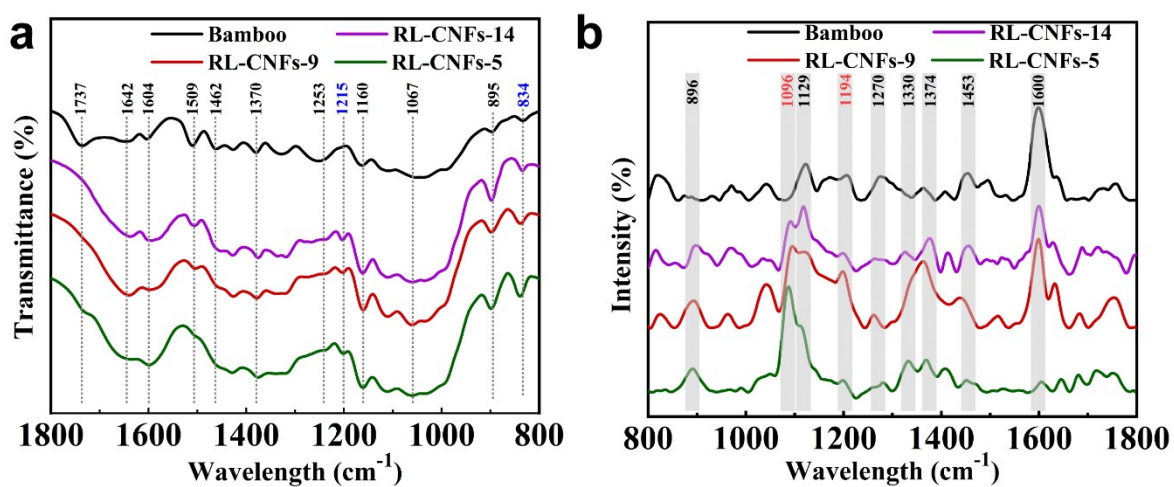 a
Bamboo
RL-CNFs-14
RL-CNFs-9
RL-CNFs-5
1737
1642
1604
1509
1462
1370
1253
1215
1160
1067
895
834
Transmittance (%)
1800 1600 1400 1200 1000 800
Wavelength (cm-1)
b
Bamboo
RL-CNFs-14
RL-CNFs-9
RL-CNFs-5
896
1096
1129
1194
1270
1330
1374
1453
1600
Intensity (%)
800 1000 1200 1400 1600 1800
Wavelength (cm-1)